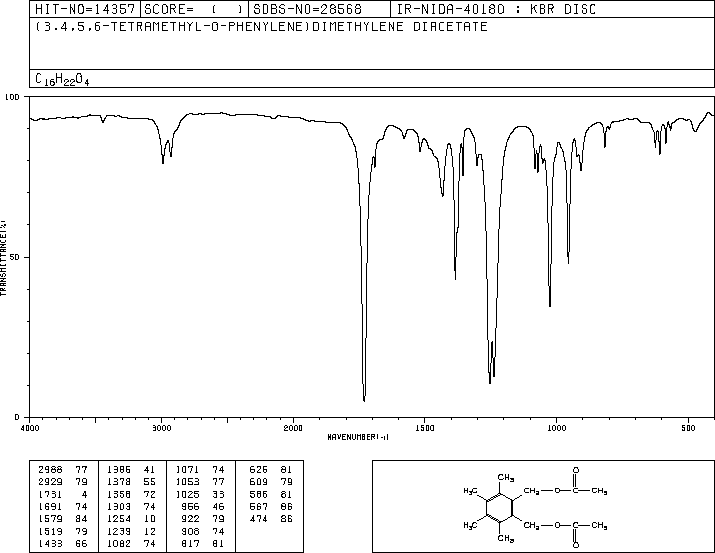 HIT-NO=14357 SCORE= ( ) SDBS-NO=28568 IR-NIDA-40180 : KBR DISC
(3,4,5,6-TETRAMETHYL-O-PHENYLENE)DIMETHYLENE DIACETATE
C16H22O4
100
50
0
TRANSMITTANCE(%)
4000 3000 2000 1500 1000 500
WAVENUMBER(-1)
2988 77 1386 41 1071 74 626 81
2929 79 1378 55 1053 77 609 79
1731 4 1358 72 1025 33 586 81
1691 74 1303 74 956 46 567 86
1579 84 1254 10 922 79 474 86
1519 79 1239 12 908 74
1433 66 1082 74 817 81
CH3 O
CH3 CH2 O C CH3
CH3 CH2 O C CH3
CH3 O